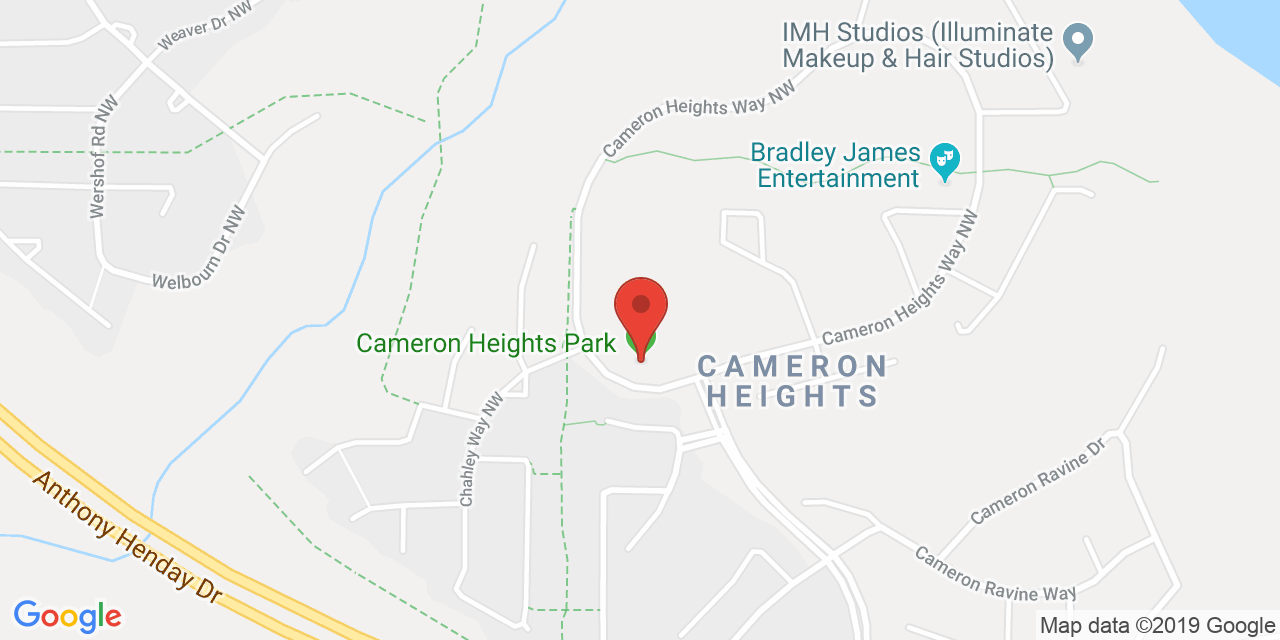 Weaver Dr NW
IMH Studios (Illuminate
Makeup & Hair Studios)
Wershof Rd NW
Cameron Heights Way NW
Bradley James
Entertainment
Welbourn Dr NW
Cameron Heights Way NW
Cameron Heights Park
CAMERON
HEIGHTS
Chahley Way NW
Cameron Ravine Dr
Anthony Henday Dr
Cameron Ravine Way
Google
Map data ©2019 Google